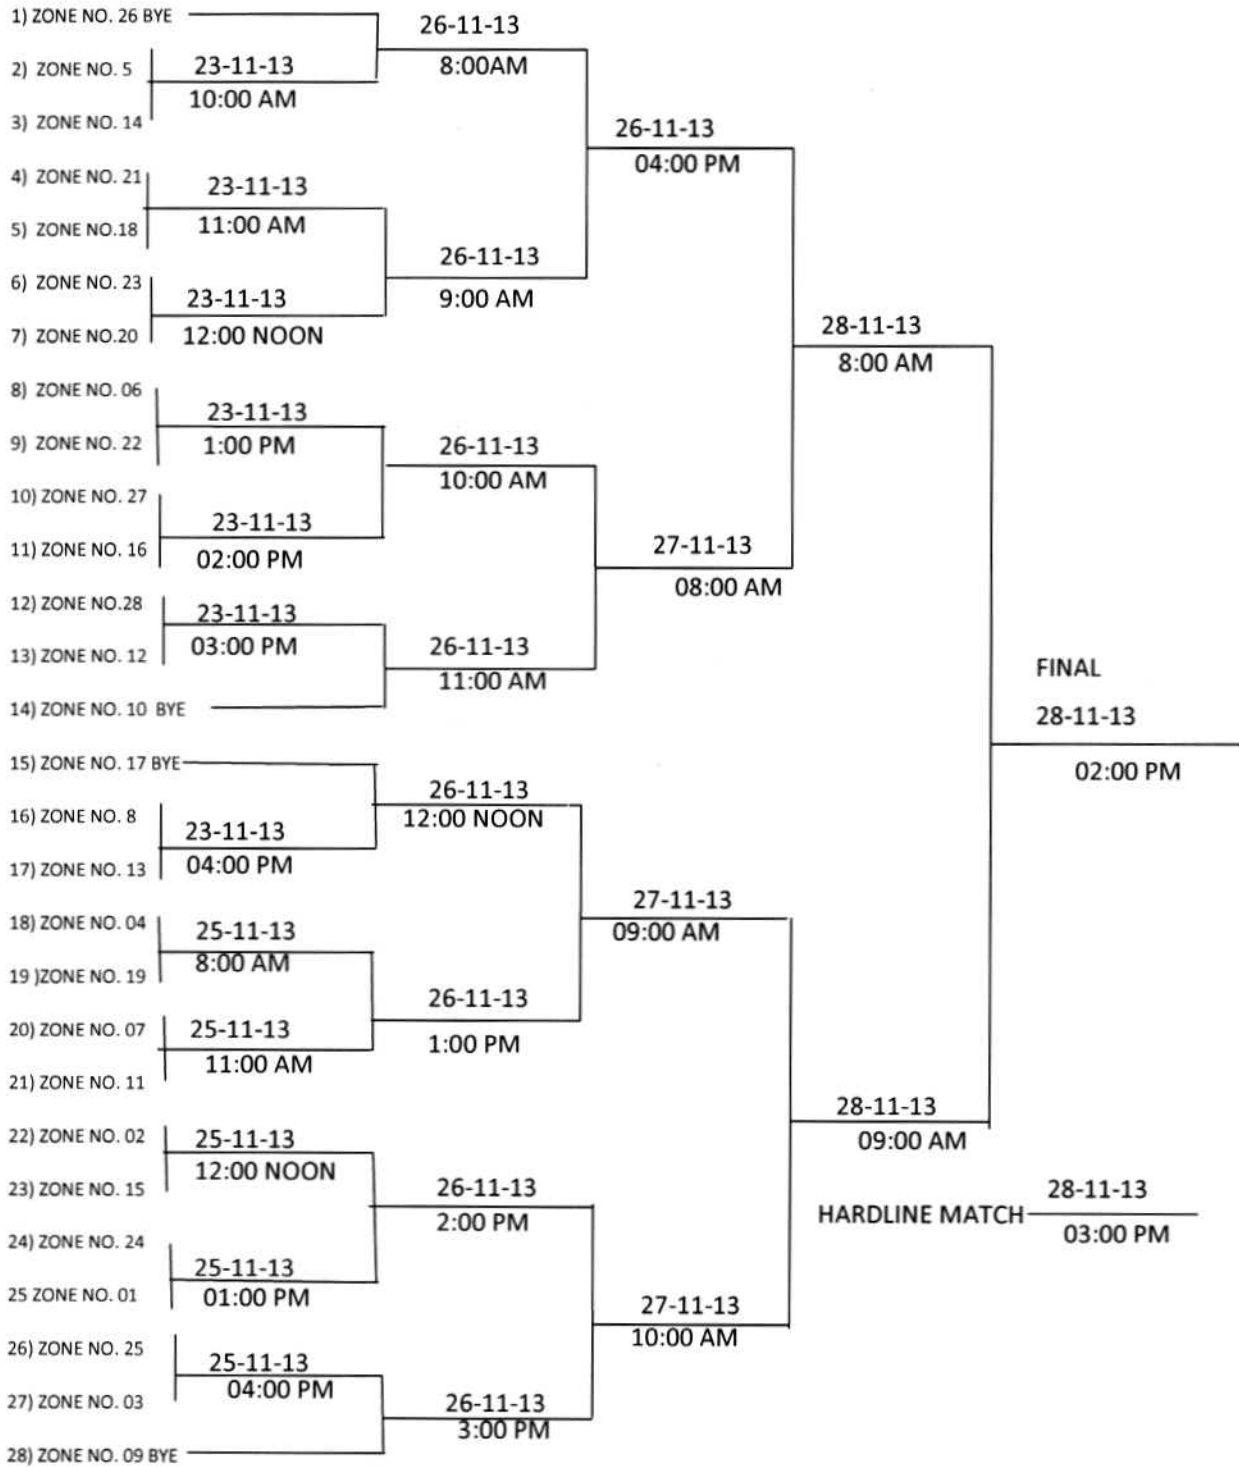 1) ZONE NO. 26 BYE
26-11-13
8:00AM
2) ZONE NO. 5
23-11-13
10:00 AM
3) ZONE NO. 14
26-11-13
04:00 PM
4) ZONE NO. 21
23-11-13
11:00 AM
5) ZONE NO.18
26-11-13
9:00 AM
6) ZONE NO. 23
23-11-13
12:00 NOON
7) ZONE NO.20
28-11-13
8:00 AM
8) ZONE NO. 06
23-11-13
1:00 PM
9) ZONE NO. 22
26-11-13
10:00 AM
10) ZONE NO. 27
23-11-13
02:00 PM
11) ZONE NO. 16
27-11-13
08:00 AM
12) ZONE NO.28
23-11-13
03:00 PM
13) ZONE NO. 12
26-11-13
11:00 AM
14) ZONE NO. 10 BYE
FINAL
28-11-13
02:00 PM
15) ZONE NO. 17 BYE
26-11-13
12:00 NOON
16) ZONE NO. 8
23-11-13
04:00 PM
17) ZONE NO. 13
27-11-13
09:00 AM
18) ZONE NO. 04
25-11-13
8:00 AM
19 )ZONE NO. 19
26-11-13
1:00 PM
20) ZONE NO. 07
25-11-13
11:00 AM
21) ZONE NO. 11
28-11-13
09:00 AM
22) ZONE NO. 02
25-11-13
12:00 NOON
23) ZONE NO. 15
26-11-13
2:00 PM
HARDLINE MATCH
28-11-13
03:00 PM
24) ZONE NO. 24
25-11-13
01:00 PM
25 ZONE NO. 01
27-11-13
10:00 AM
26) ZONE NO. 25
25-11-13
04:00 PM
27) ZONE NO. 03
26-11-13
3:00 PM
28) ZONE NO. 09 BYE